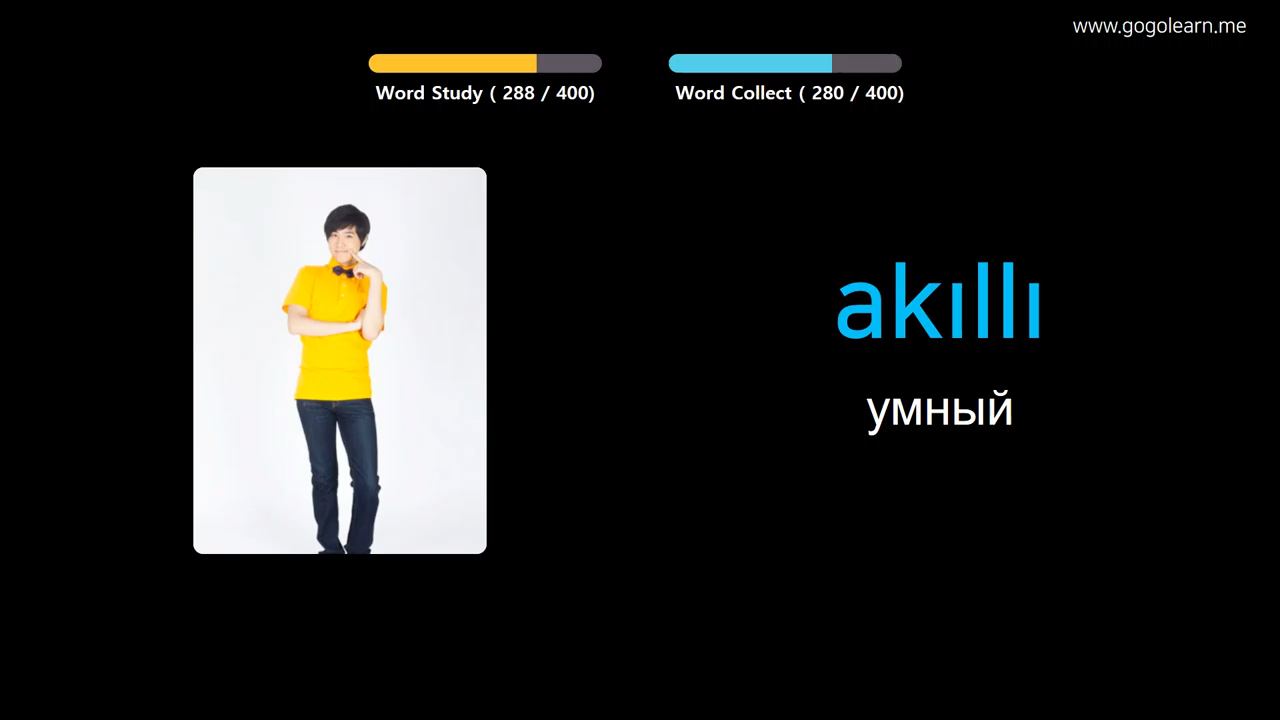 www.gogolearn.me
Word Study ( 288 / 400)
Word Collect ( 280 / 400)
akıllı
умный